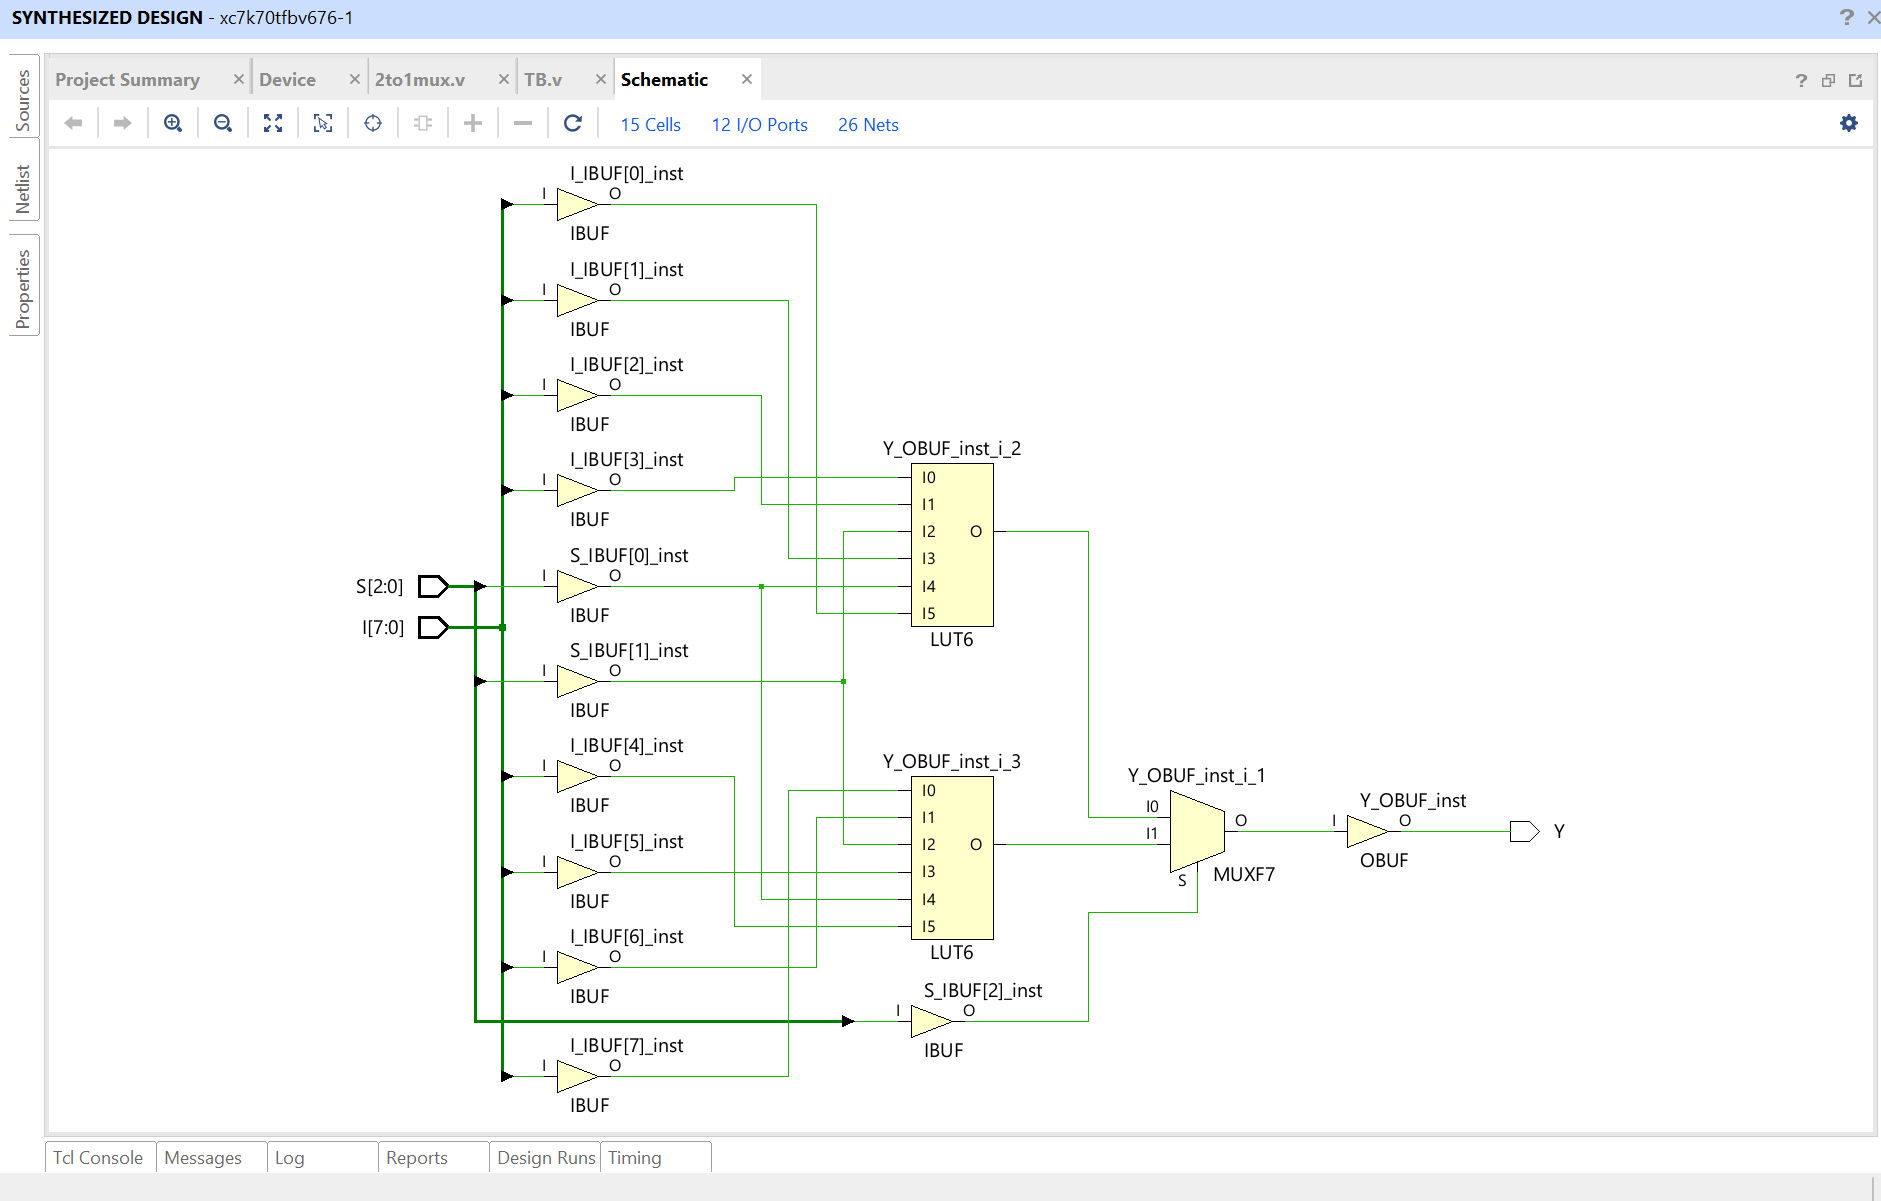 SYNTHESIZED DESIGN - xc7k70tfbv676-1
Sources
Netlist
Properties
Project Summary
Device
2to1mux.v
TB.v
Schematic
15 Cells
12 I/O Ports
26 Nets
I_IBUF[0]_inst
I
O
IBUF
I_IBUF[1]_inst
I
O
IBUF
I_IBUF[2]_inst
I
O
IBUF
I_IBUF[3]_inst
I
O
IBUF
S_IBUF[0]_inst
I
O
IBUF
S[2:0]
I[7:0]
S_IBUF[1]_inst
I
O
IBUF
I_IBUF[4]_inst
I
O
IBUF
I_IBUF[5]_inst
I
O
IBUF
I_IBUF[6]_inst
I
O
IBUF
I_IBUF[7]_inst
I
O
IBUF
Y_OBUF_inst_i_2
I0
I1
I2
O
I3
I4
I5
LUT6
Y_OBUF_inst_i_3
I0
I1
I2
O
I3
I4
I5
LUT6
S_IBUF[2]_inst
I
O
IBUF
Y_OBUF_inst_i_1
I0
I1
O
S
MUXF7
Y_OBUF_inst
I
O
OBUF
Y
Tcl Console
Messages
Log
Reports
Design Runs
Timing